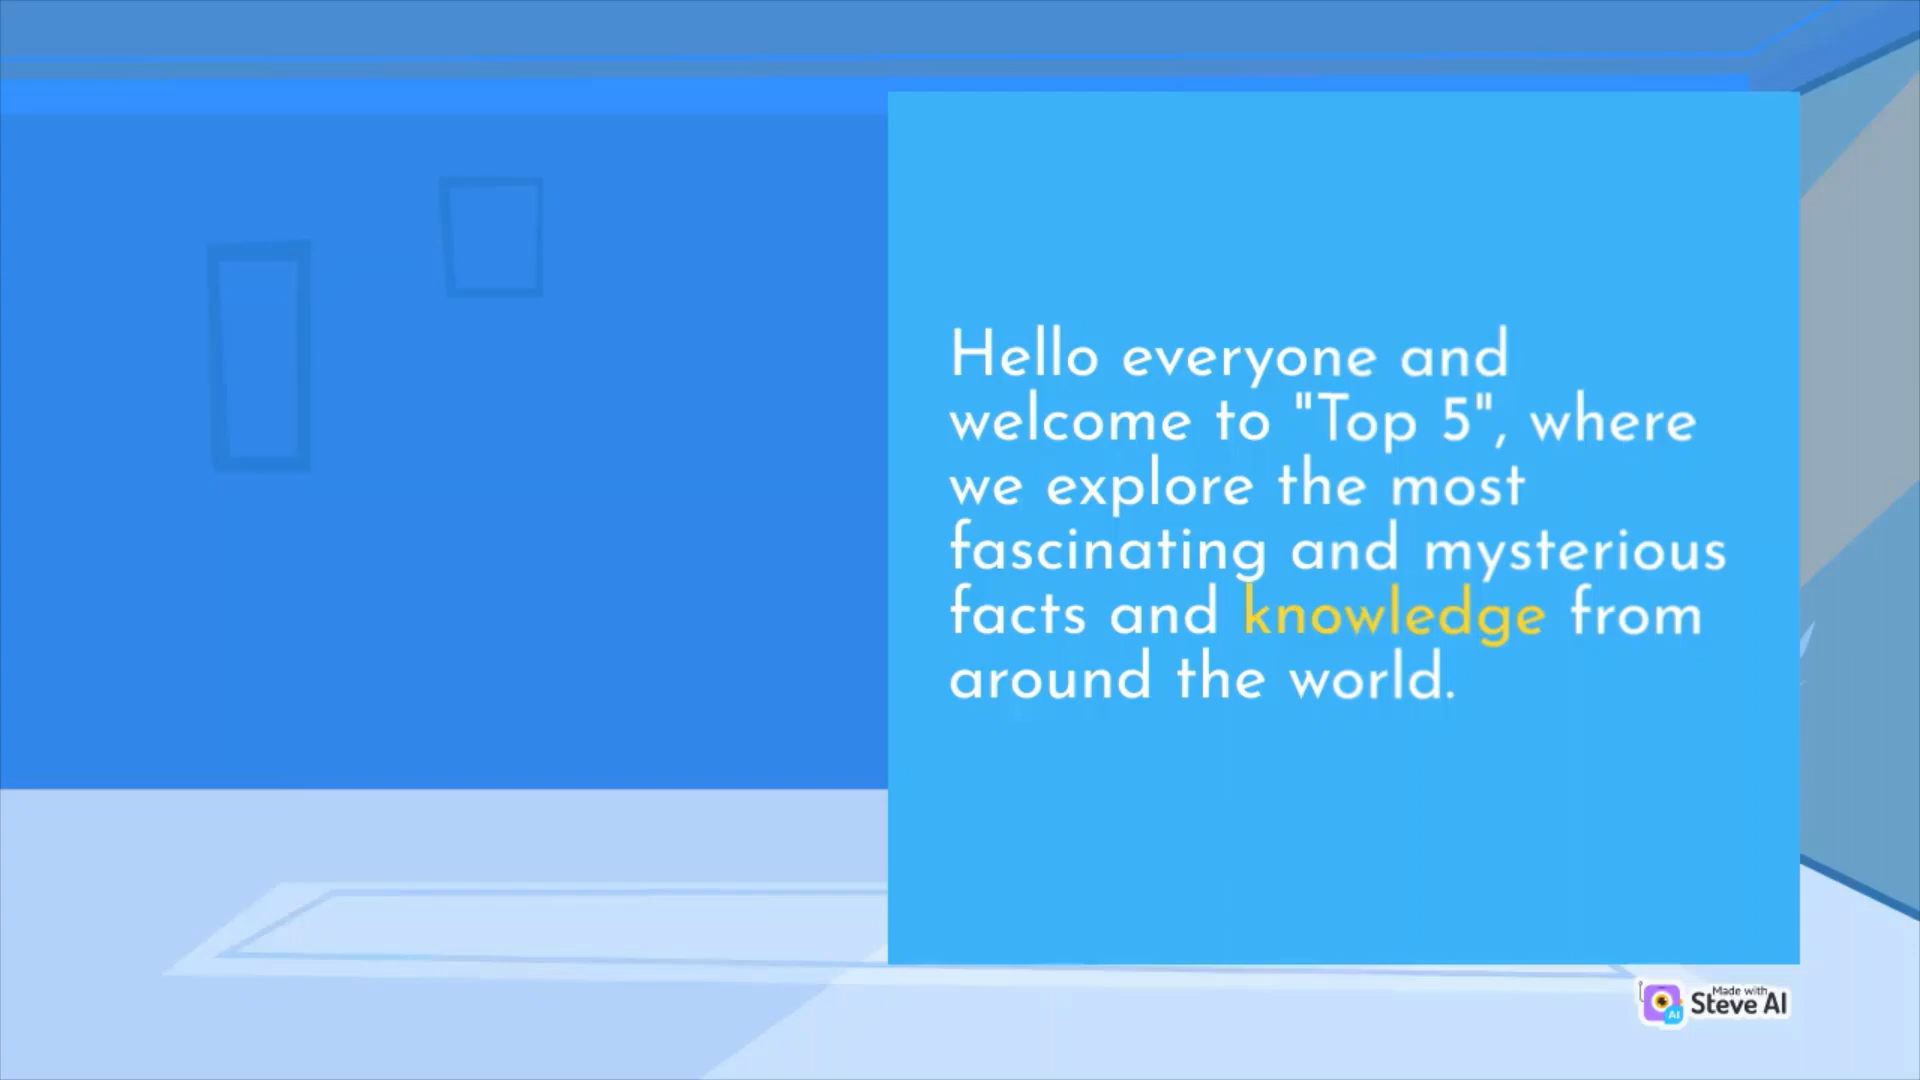 Hello everyone and
welcome to "Top 5", where
we explore the most
fascinating and mysterious
facts and knowledge from
around the world.
Made with
Steve AI
AI